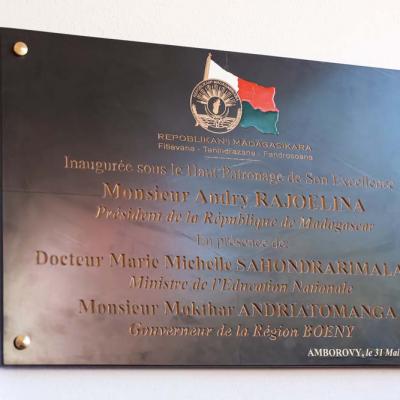 REPOBLIKAN'I MADAGASIKARA
Fitiavana - Tanindrazana - Fandrosoana
Inaugurée sous le Haut Patronage de Son Excellence
Monsieur Andry RAJOELINA
Président de la République de Madagascar
En présence de:
Docteur Marie Michelle SAHONDRARIMALA
Ministre de l'Education Nationale
Monsieur Mokthar ANDRIATOMANGA
Gouverneur de la Région BOENY
AMBOROVY, le 31 Mai